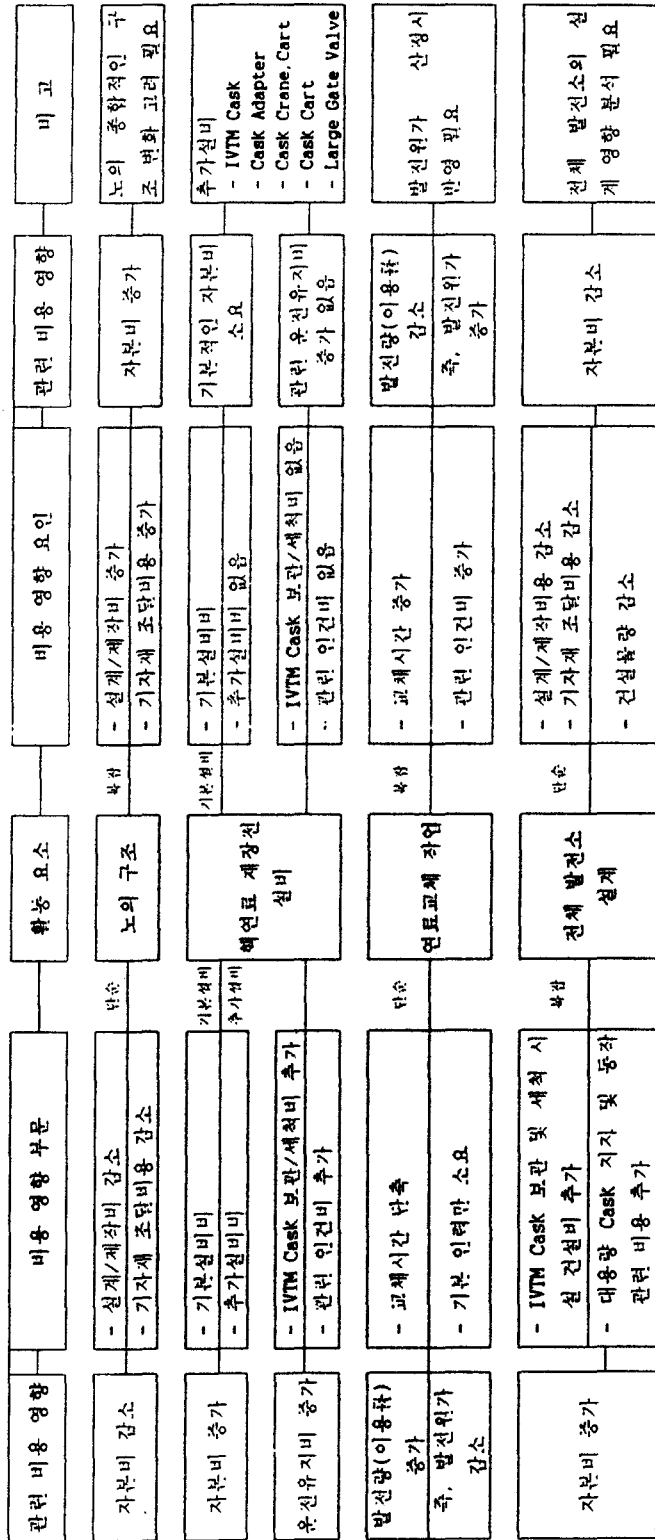 관련 비용 영향
비용 영향 부문
활동 요소
비용 영향 요인
관련 비용 영향
비 고
자본비 감소
- 설계/제작비 감소
- 기자재 조달비용 감소
단순
노의 구조
복잡
- 설계/제작비 증가
- 기자재 조달비용 증가
자본비 증가
노의 종합적인 구
조 변화 고려 필요
자본비 증가
- 기본설비비
- 추가설비비
기본설비
추가설비
핵연료 재장전
설비
기본설비
- 기본설비비
- 추가설비비 없음
기본적인 자본비
소요
운전유지비 증가
- IVTM Cask 보관/세척비 추가
- 관련 인건비 추가
- IVTM Cask 보관/세척비 없음
- 관련 인건비 없음
관련 운전유지비
증가 없음
추가설비
- IVTM Cask
- Cask Adapter
- Cask Crane, Cart
- Cask Cart
- Large Gate Valve
발전량(이용률)
증가
즉, 발전원가
감소
- 교체시간 단축
- 기본 인력만 소요
단순
연료교체 작업
복잡
- 교체시간 증가
- 관련 인건비 증가
발전량(이용률)
감소
즉, 발전원가
증가
발전원가 산정시
반영 필요
자본비 증가
- IVTM Cask 보관 및 세척 시
설 건설비 추가
- 대용량 Cask 지지 및 동작
관련 비용 추가
복잡
전체 발전소
설계
단순
- 설계/제작비용 감소
- 기자재 조달비용 감소
- 건설물량 감소
자본비 감소
전체 발전소의 설
계 영향 분석 필요